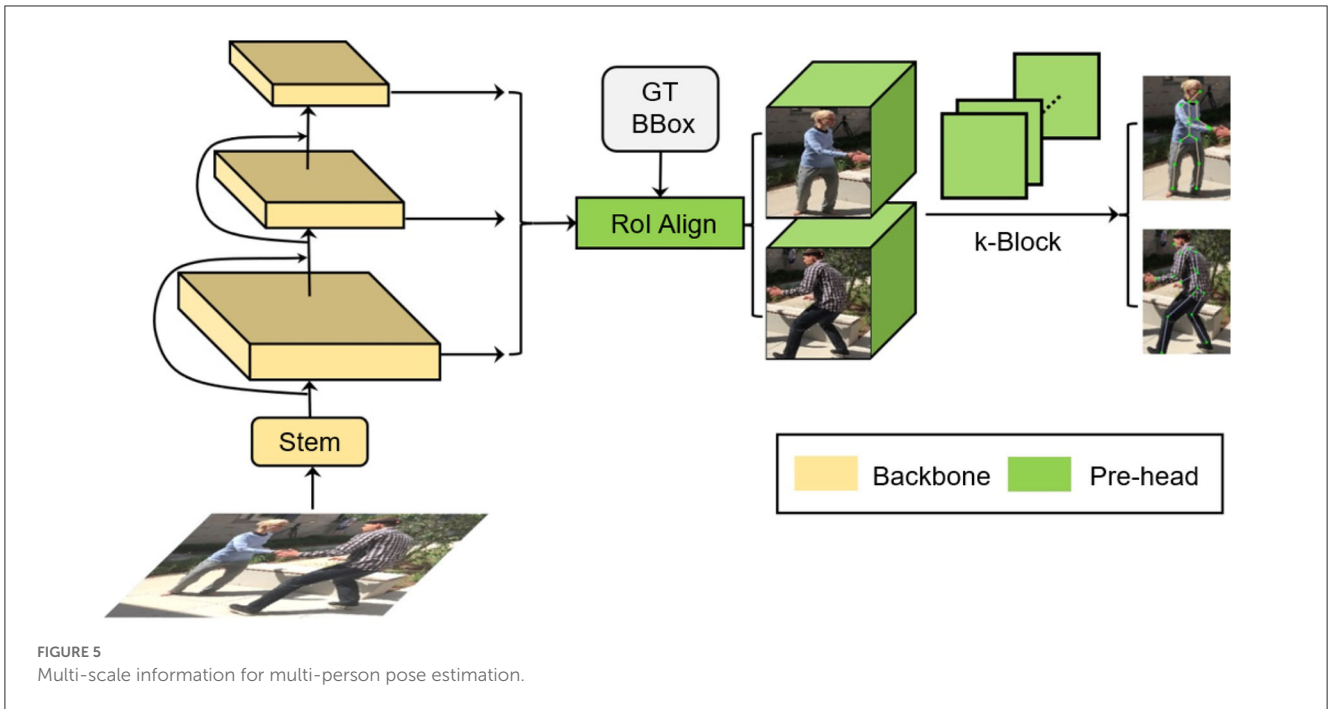 GT
BBox
RoI Align
k-Block
Stem
Backbone
Pre-head
FIGURE 5
Multi-scale information for multi-person pose estimation.